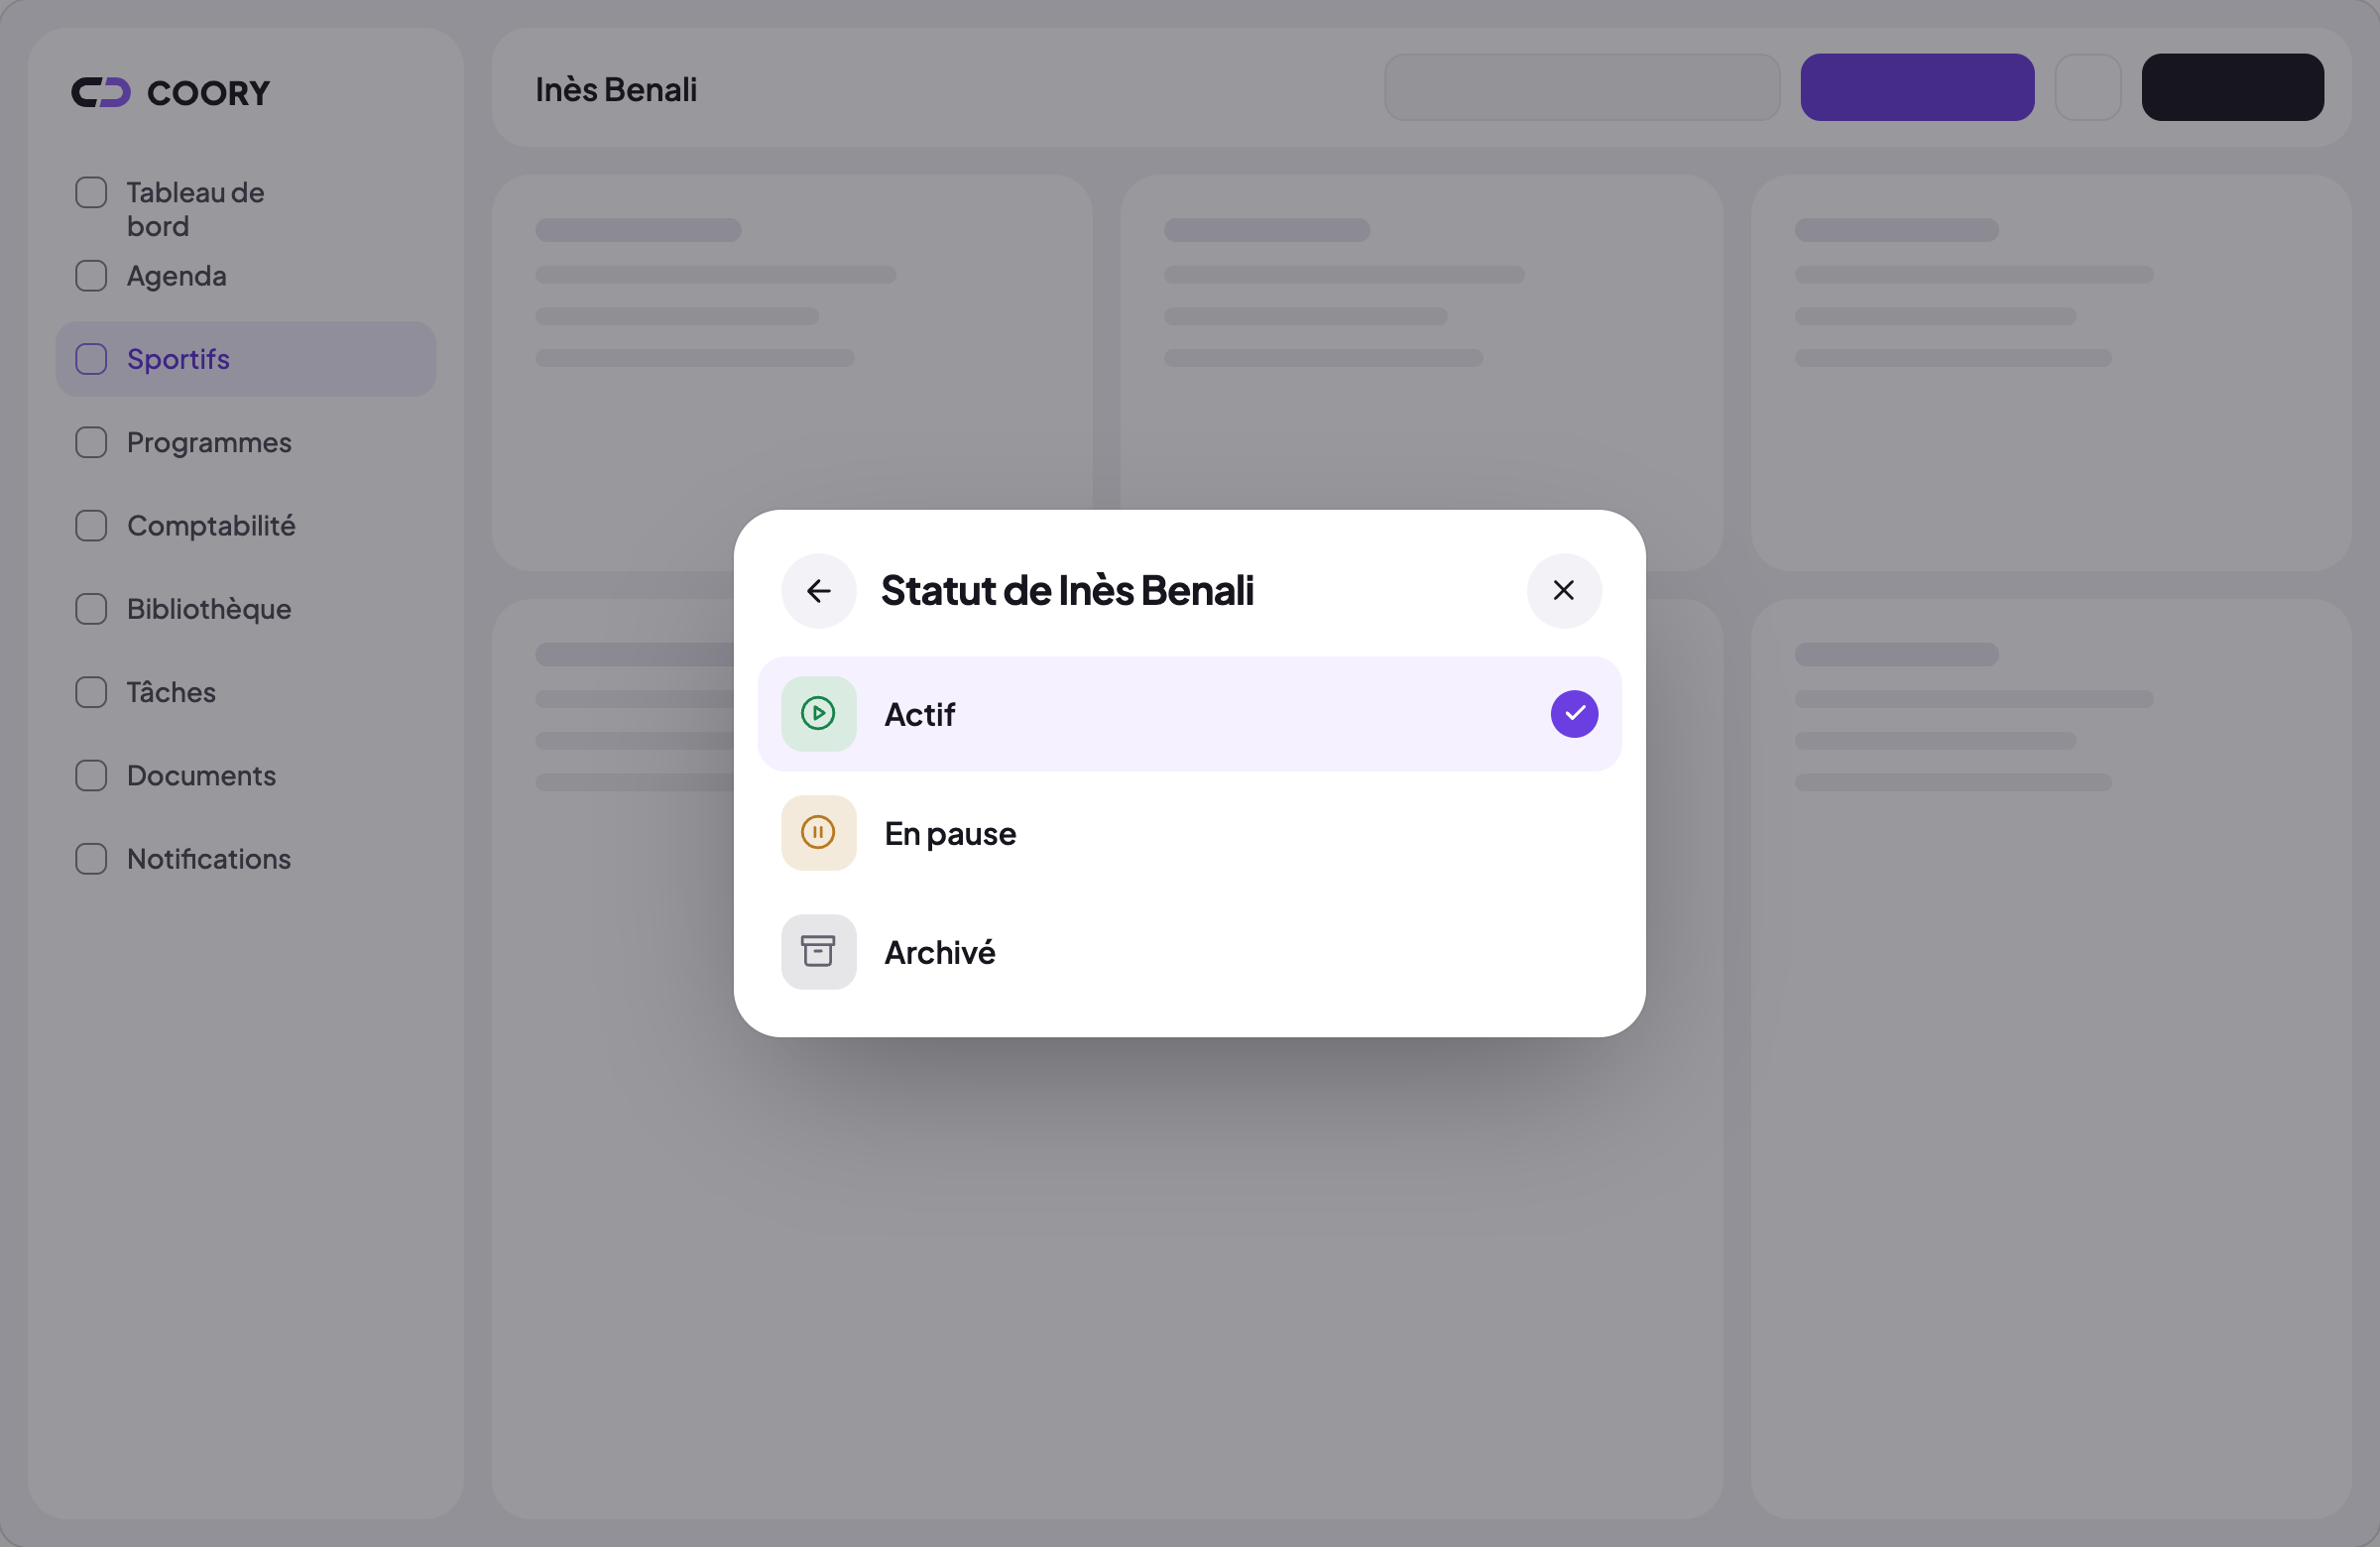 COORY
Tableau de
bord
Agenda
Sportifs
Programmes
Comptabilité
Bibliothèque
Tâches
Documents
Notifications
Inès Benali
Statut de Inès Benali
Actif
En pause
Archivé